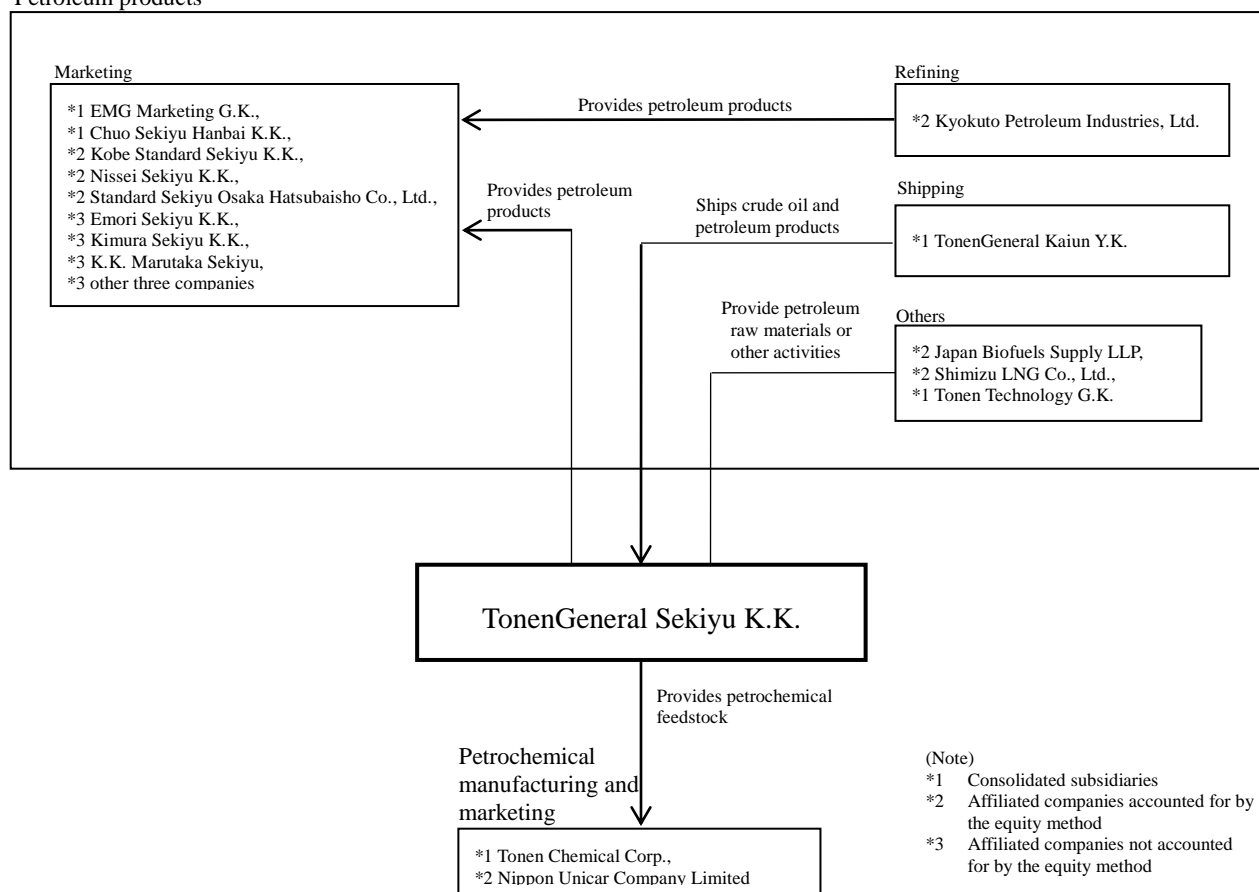 Petroleum products
Marketing
*1 EMG Marketing G.K.,
*1 Chuo Sekiyu Hanbai K.K.,
*2 Kobe Standard Sekiyu K.K.,
*2 Nissei Sekiyu K.K.,
*2 Standard Sekiyu Osaka Hatsubaisho Co., Ltd.,
*3 Emori Sekiyu K.K.,
*3 Kimura Sekiyu K.K.,
*3 K.K. Marutaka Sekiyu,
*3 other three companies
Provides petroleum products
Refining
*2 Kyokuto Petroleum Industries, Ltd.
Provides petroleum
products
Ships crude oil and
petroleum products
Shipping
*1 TonenGeneral Kaiun Y.K.
Provide petroleum
raw materials or
other activities
Others
*2 Japan Biofuels Supply LLP,
*2 Shimizu LNG Co., Ltd.,
*1 Tonen Technology G.K.
TonenGeneral Sekiyu K.K.
Provides petrochemical
feedstock
Petrochemical
manufacturing and
marketing
*1 Tonen Chemical Corp.,
*2 Nippon Unicar Company Limited
(Note)
*1 Consolidated subsidiaries
*2 Affiliated companies accounted for by
the equity method
*3 Affiliated companies not accounted
for by the equity method